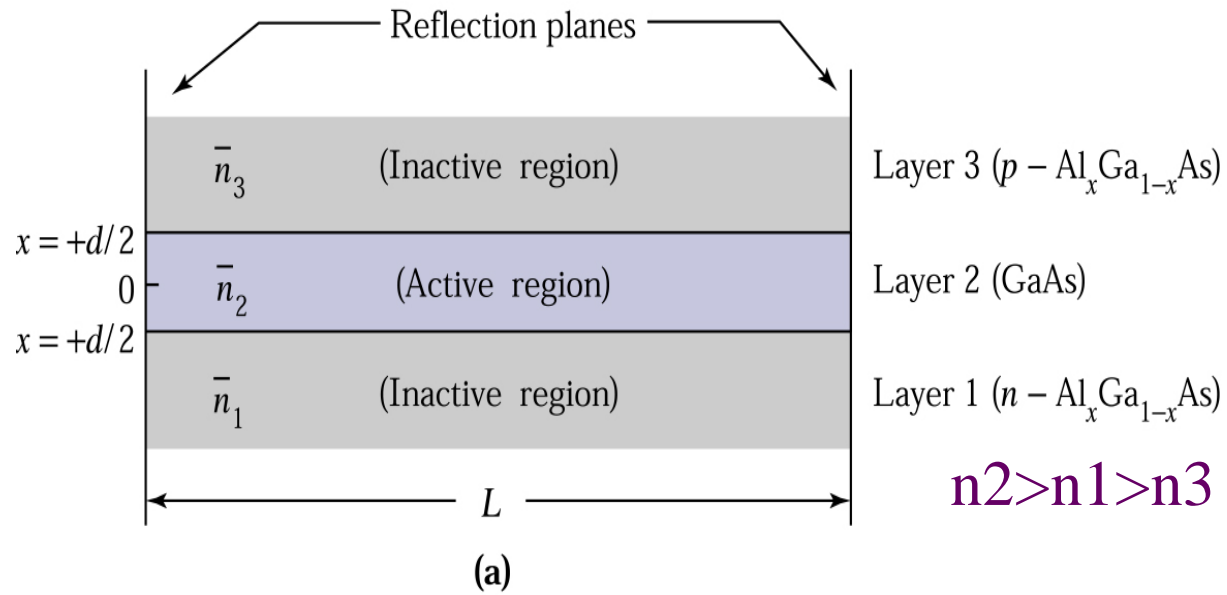 Reflection planes
n̄₃ (Inactive region) Layer 3 (p – AlₓGa₁₋ₓAs)
x = +d/2
0 n̄₂ (Active region) Layer 2 (GaAs)
x = +d/2
n̄₁ (Inactive region) Layer 1 (n – AlₓGa₁₋ₓAs)
n2>n1>n3
L
(a)